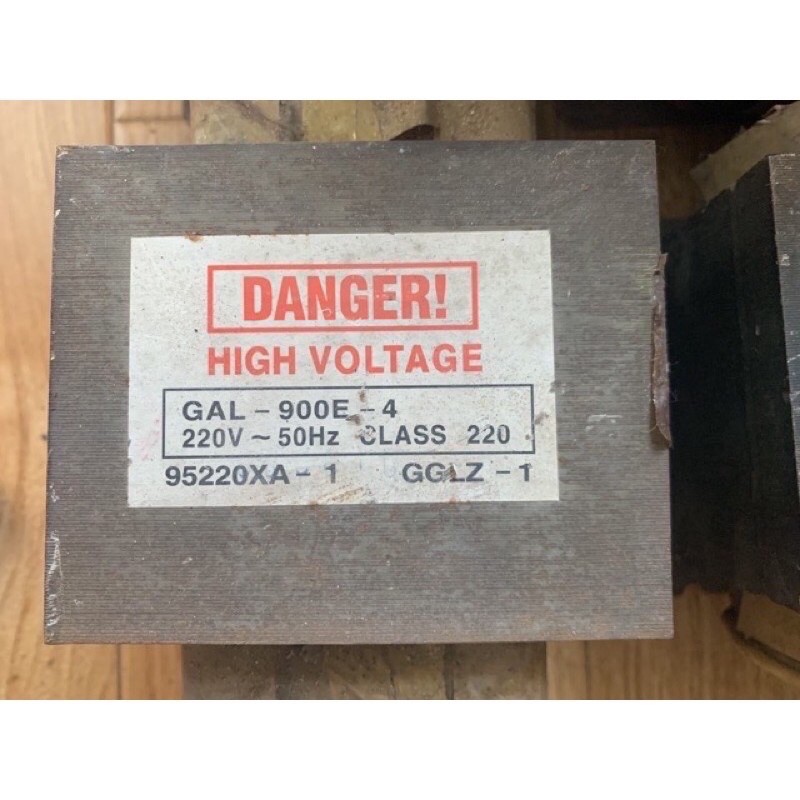 DANGER!
HIGH VOLTAGE
GAL - 900E - 4
220V ~ 50Hz CLASS 220
95220XA - 1 GGLZ - 1